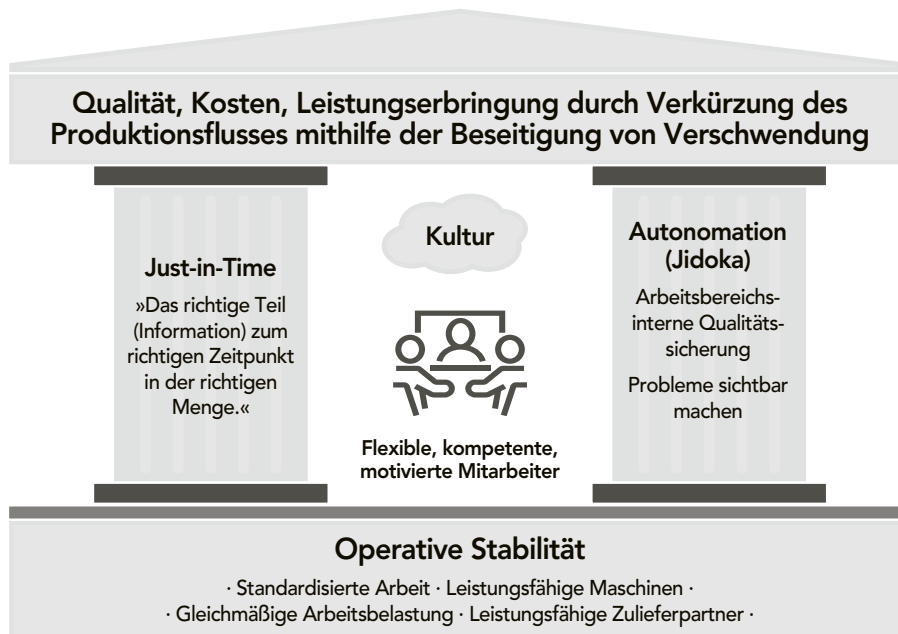 Qualität, Kosten, Leistungserbringung durch Verkürzung des
Produktionsflusses mithilfe der Beseitigung von Verschwendung
Just-in-Time
»Das richtige Teil
(Information) zum
richtigen Zeitpunkt
in der richtigen
Menge.«
Kultur
Flexible, kompetente,
motivierte Mitarbeiter
Autonomation
(Jidoka)
Arbeitsbereichs-
interne Qualitäts-
sicherung
Probleme sichtbar
machen
Operative Stabilität
· Standardisierte Arbeit · Leistungsfähige Maschinen ·
· Gleichmäßige Arbeitsbelastung · Leistungsfähige Zulieferpartner ·